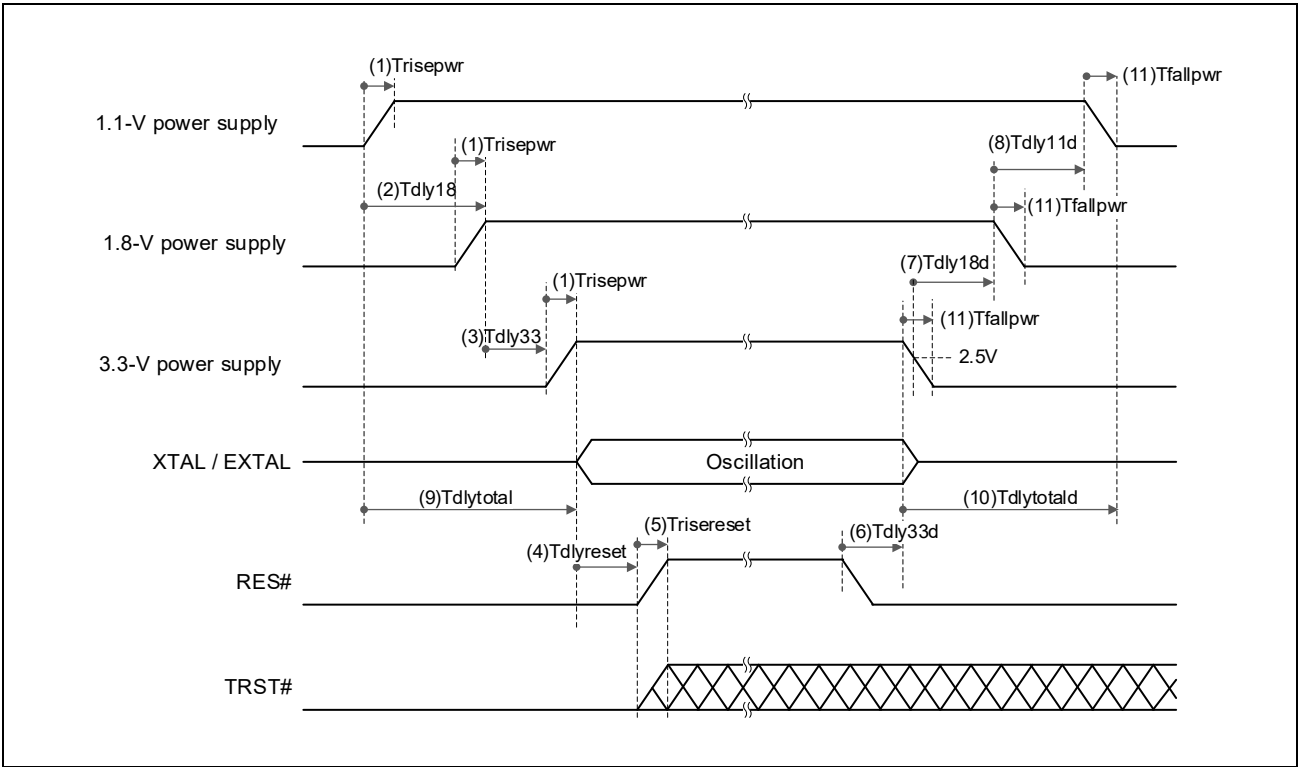 (1)Trisepwr
(11)Tfallpwr
1.1-V power supply
(1)Trisepwr
(8)Tdly11d
(2)Tdly18
(11)Tfallpwr
1.8-V power supply
(1)Trisepwr
(7)Tdly18d
(11)Tfallpwr
(3)Tdly33
2.5V
3.3-V power supply
XTAL / EXTAL
Oscillation
(9)Tdlytotal
(10)Tdlytotald
(5)Trisereset
(6)Tdly33d
(4)Tdlyreset
RES#
TRST#